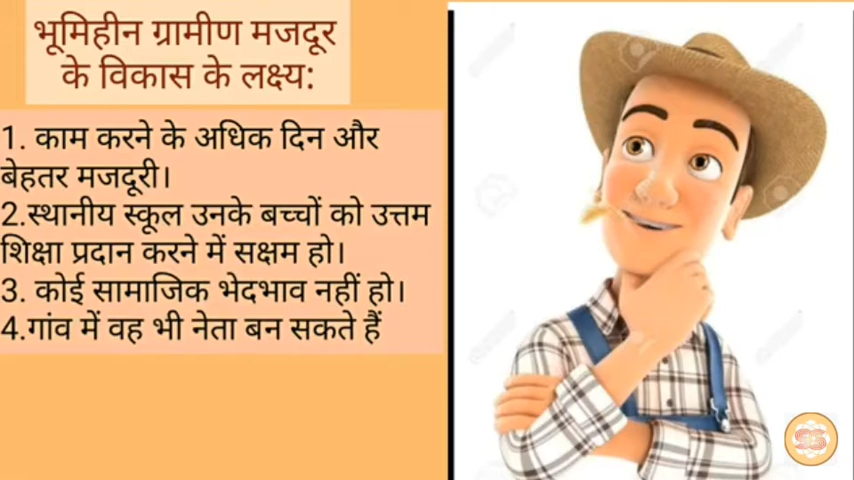 भूमिहीन ग्रामीण मजदूर
के विकास के लक्ष्य:
1. काम करने के अधिक दिन और
बेहतर मजदूरी।
2.स्थानीय स्कूल उनके बच्चों को उत्तम
शिक्षा प्रदान करने में सक्षम हो।
3. कोई सामाजिक भेदभाव नहीं हो।
4.गांव में वह भी नेता बन सकते हैं